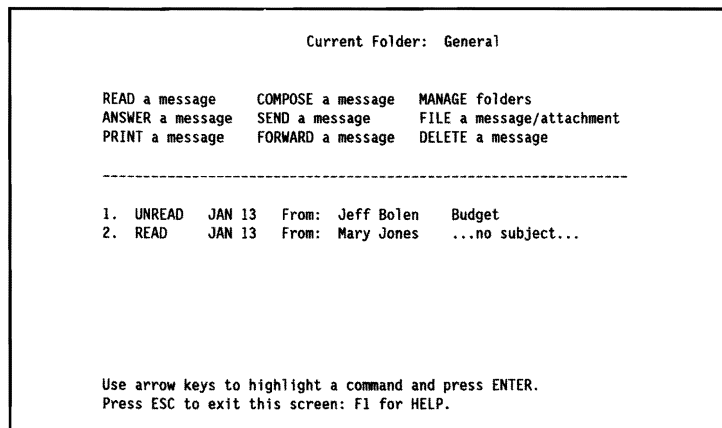 Current Folder: General
READ a message COMPOSE a message MANAGE folders
ANSWER a message SEND a message FILE a message/attachment
PRINT a message FORWARD a message DELETE a message
------------------------------------------------------------------
1. UNREAD JAN 13 From: Jeff Bolen Budget
2. READ JAN 13 From: Mary Jones ...no subject...
Use arrow keys to highlight a command and press ENTER.
Press ESC to exit this screen: F1 for HELP.